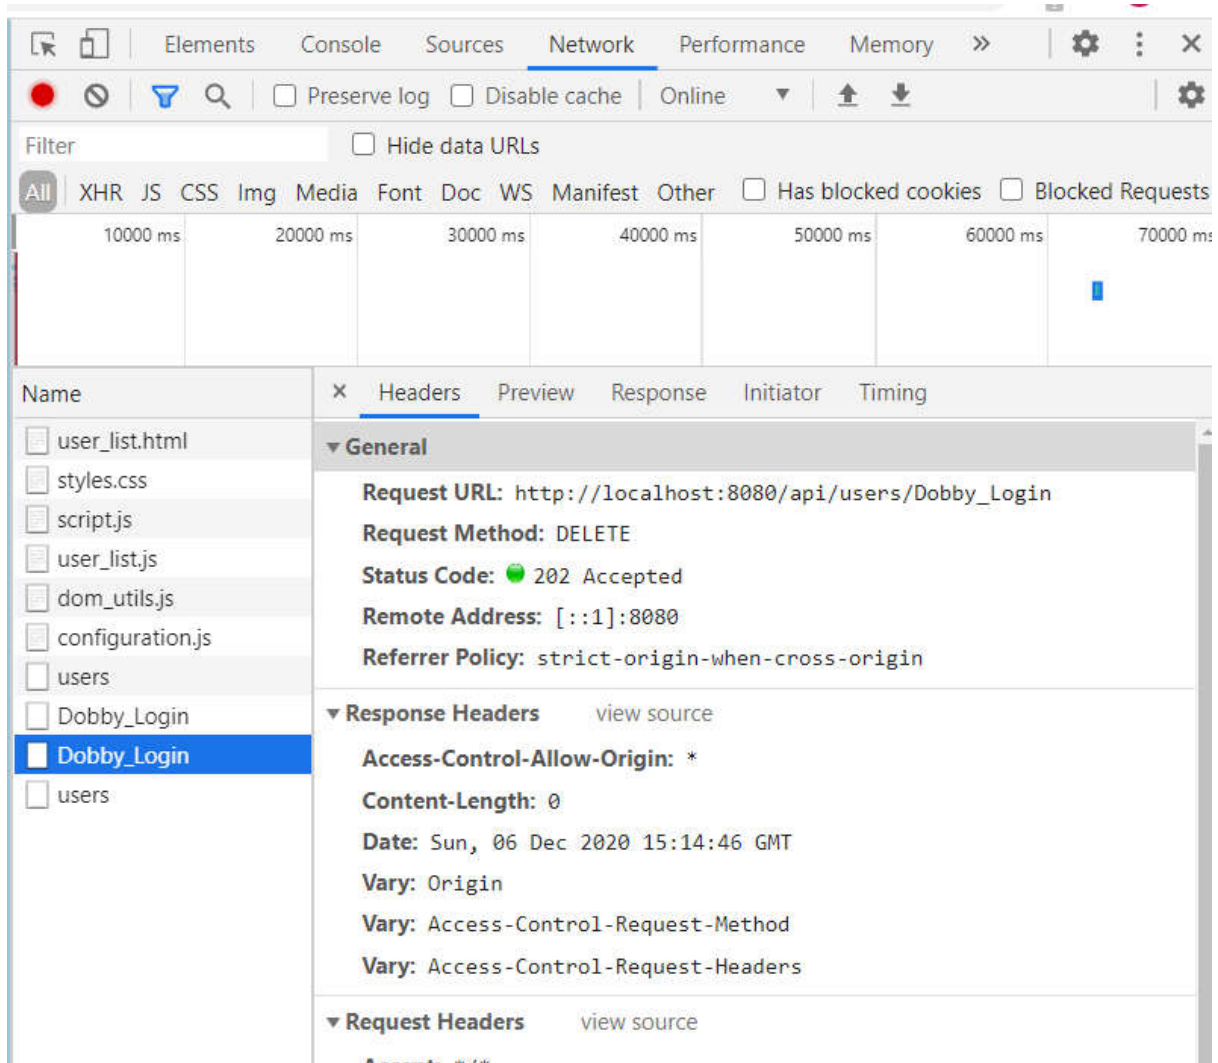 Elements Console Sources Network Performance Memory »
Preserve log Disable cache Online
Filter Hide data URLs
All XHR JS CSS Img Media Font Doc WS Manifest Other Has blocked cookies Blocked Requests
10000 ms 20000 ms 30000 ms 40000 ms 50000 ms 60000 ms 70000 ms
Name
× Headers Preview Response Initiator Timing
user_list.html
styles.css
script.js
user_list.js
dom_utils.js
configuration.js
users
Dobby_Login
Dobby_Login
users
▼ General
Request URL: http://localhost:8080/api/users/Dobby_Login
Request Method: DELETE
Status Code: 202 Accepted
Remote Address: [::1]:8080
Referrer Policy: strict-origin-when-cross-origin
▼ Response Headers view source
Access-Control-Allow-Origin: *
Content-Length: 0
Date: Sun, 06 Dec 2020 15:14:46 GMT
Vary: Origin
Vary: Access-Control-Request-Method
Vary: Access-Control-Request-Headers
▼ Request Headers view source